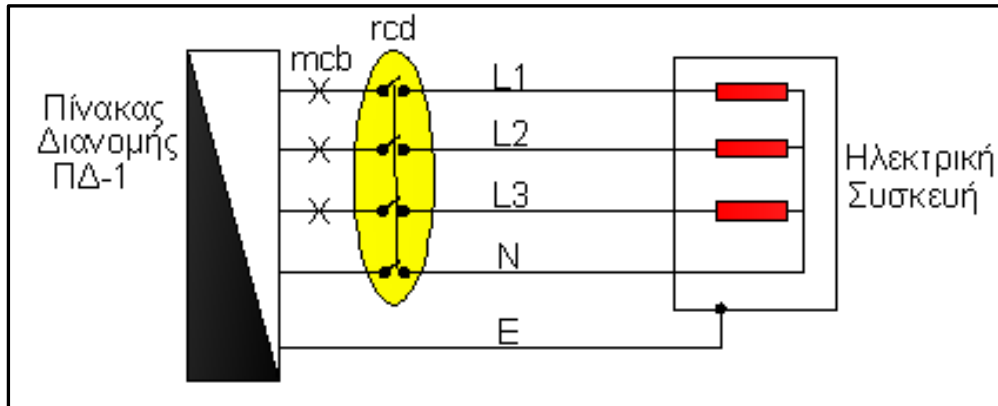 rcd
mcb
L1
Πίνακας
Διανομής
ΠΔ-1
L2
Ηλεκτρική
Συσκευή
L3
N
E